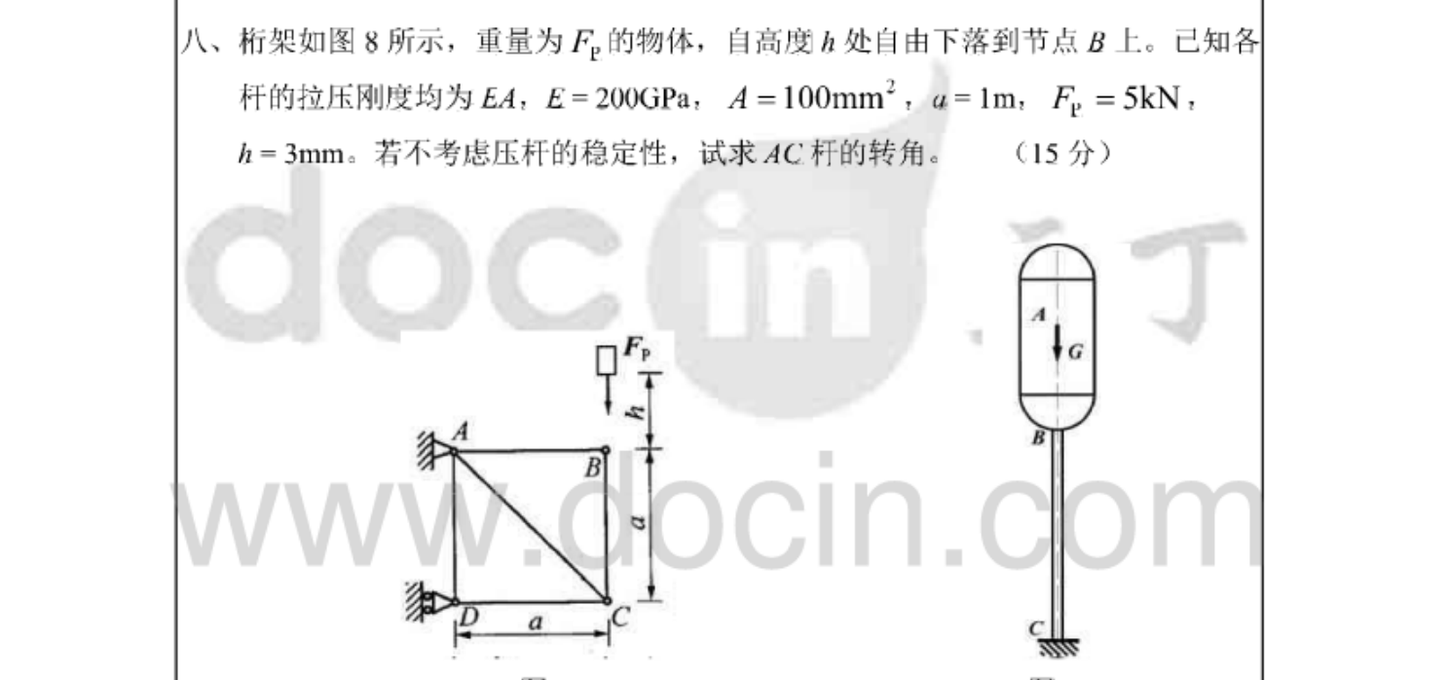 八、桁架如图 8 所示，重量为 F_P 的物体，自高度 h 处自由下落到节点 B 上。已知各
杆的拉压刚度均为 EA，E = 200GPa， A = 100mm²，a = 1m， F_P = 5kN，
h = 3mm。若不考虑压杆的稳定性，试求 AC 杆的转角。 （15 分）
docin
豆丁
www.docin.com
F_P
h
A
B
a
D
a
C
A
G
B
C